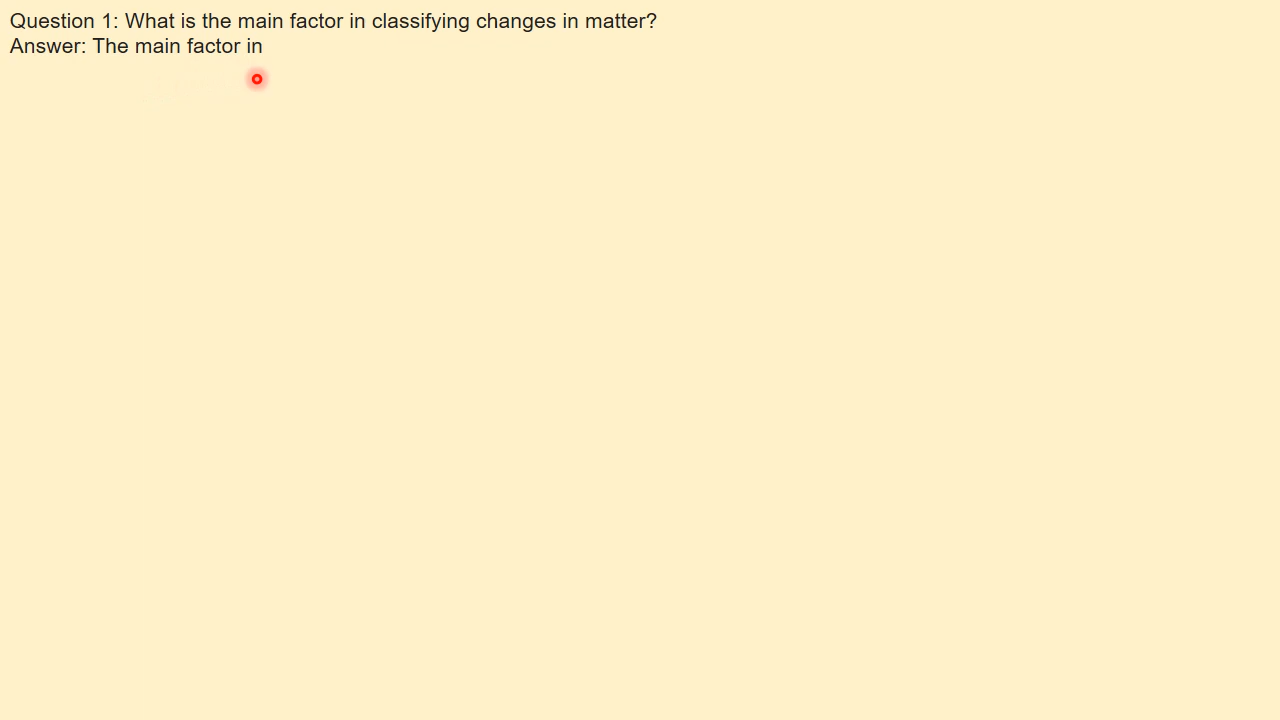 Question 1: What is the main factor in classifying changes in matter?
Answer: The main factor in